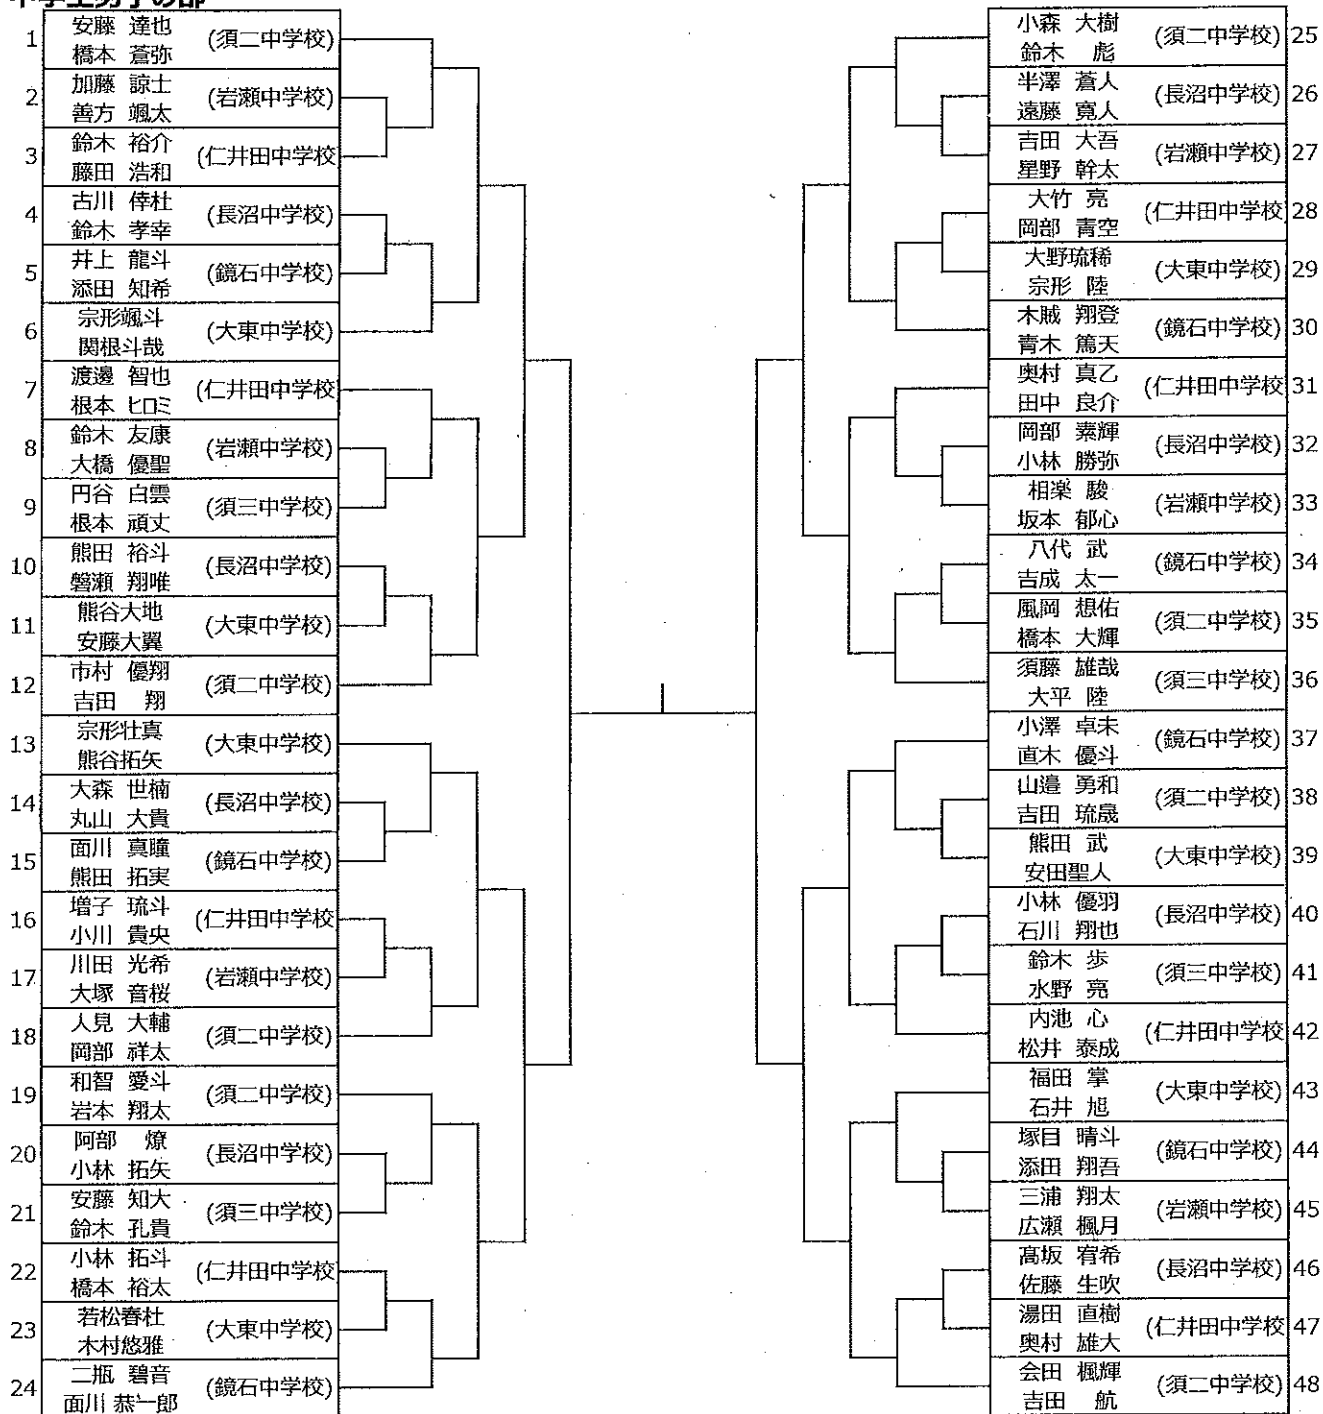 中学生男子の部
1 安藤 達也 (須二中学校)
橋本 蒼弥
2 加藤 諒士 (岩瀬中学校)
善方 颯太
3 鈴木 裕介 (仁井田中学校
藤田 浩和
4 古川 倖杜 (長沼中学校)
鈴木 孝幸
5 井上 龍斗 (鏡石中学校)
添田 知希
6 宗形颯斗 (大東中学校)
関根斗哉
7 渡邊 智也 (仁井田中学校
根本 ヒロミ
8 鈴木 友康 (岩瀬中学校)
大橋 優聖
9 円谷 白雲 (須三中学校)
根本 頑丈
10 熊田 裕斗 (長沼中学校)
磐瀬 翔唯
11 熊谷大地 (大東中学校)
安藤大翼
12 市村 優翔 (須二中学校)
吉田 翔
13 宗形壮真 (大東中学校)
熊谷拓矢
14 大森 世楠 (長沼中学校)
丸山 大貴
15 面川 真瞳 (鏡石中学校)
熊田 拓実
16 増子 琉斗 (仁井田中学校
小川 貴央
17 川田 光希 (岩瀬中学校)
大塚 音桜
18 人見 大輔 (須二中学校)
岡部 祥太
19 和智 愛斗 (須二中学校)
岩本 翔太
20 阿部 燎 (長沼中学校)
小林 拓矢
21 安藤 知大 (須三中学校)
鈴木 孔貴
22 小林 拓斗 (仁井田中学校
橋本 裕太
23 若松春杜 (大東中学校)
木村悠雅
24 二瓶 碧音 (鏡石中学校)
面川 恭一郎
小森 大樹 (須二中学校) 25
鈴木 彪
半澤 蒼人 (長沼中学校) 26
遠藤 寛人
吉田 大吾 (岩瀬中学校) 27
星野 幹太
大竹 亮 (仁井田中学校 28
岡部 青空
大野琉稀 (大東中学校) 29
宗形 陸
木賊 翔登 (鏡石中学校) 30
青木 篤天
奥村 真乙 (仁井田中学校 31
田中 良介
岡部 素輝 (長沼中学校) 32
小林 勝弥
相楽 駿 (岩瀬中学校) 33
坂本 郁心
八代 武 (鏡石中学校) 34
吉成 太一
風岡 想佑 (須二中学校) 35
橋本 大輝
須藤 雄哉 (須三中学校) 36
大平 陸
小澤 卓未 (鏡石中学校) 37
直木 優斗
山邉 勇和 (須二中学校) 38
吉田 琉晟
熊田 武 (大東中学校) 39
安田聖人
小林 優羽 (長沼中学校) 40
石川 翔也
鈴木 歩 (須三中学校) 41
水野 亮
内池 心 (仁井田中学校 42
松井 泰成
福田 掌 (大東中学校) 43
石井 旭
塚目 晴斗 (鏡石中学校) 44
添田 翔吾
三浦 翔太 (岩瀬中学校) 45
広瀬 楓月
髙坂 宥希 (長沼中学校) 46
佐藤 生吹
湯田 直樹 (仁井田中学校 47
奥村 雄大
会田 楓輝 (須二中学校) 48
吉田 航